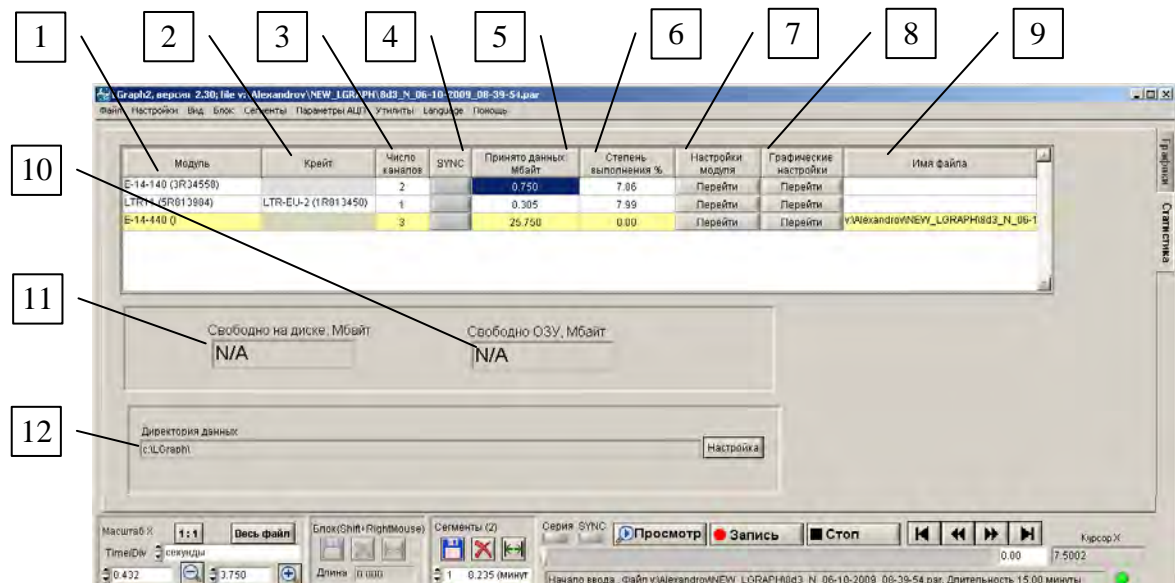 1 2 3 4 5 6 7 8 9
LGraph2, версия 2.30; file v:\Alexandrov\NEW_LGRAPH\8d3_N_06-10-2009_08-39-54.par
Файл Настройки Вид Блок Сегменты Параметры АЦП Утилиты Language Помощь
10
Модуль Крейт Число каналов SYNC Принято данных Мбайт Степень выполнения % Настройки модуля Графические настройки Имя файла
E-14-140 (3R34558) 2 0.750 7.86 Перейти Перейти
LTR11 (5R813984) LTR-EU-2 (1R813450) 1 0.305 7.99 Перейти Перейти
E-14-440 () 3 25.750 0.00 Перейти Перейти v:\Alexandrov\NEW_LGRAPH\8d3_N_06-1
Графики
Статистика
11
Свободно на диске, Мбайт Свободно ОЗУ, Мбайт
N/A N/A
12
Директория данных
c:\LGraph\ Настройка
Масштаб X 1:1 Весь файл Блок(Shift+RightMouse) Сегменты (2) Серия SYNC Просмотр Запись Стоп Курсор X
Time/Div секунды 0.00 7.5002
0.432 3.750 Длина 0.000 1 0.235 (минут Начало ввода . Файл v:\Alexandrov\NEW_LGRAPH\8d3_N_06-10-2009_08-39-54.par. Длительность 15.00 минуты